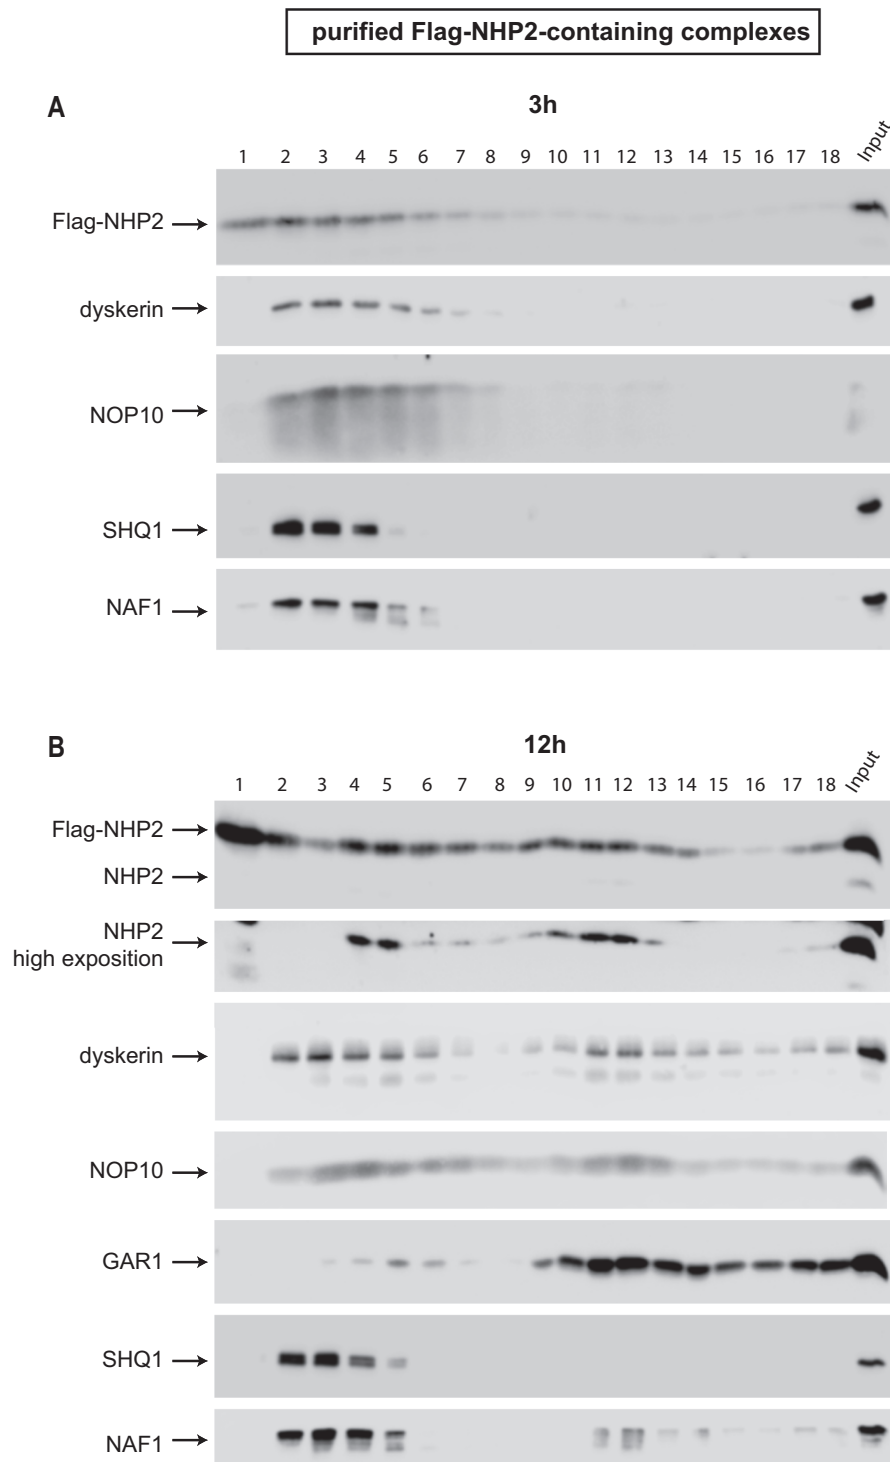 purified Flag-NHP2-containing complexes
A
3h
1 2 3 4 5 6 7 8 9 10 11 12 13 14 15 16 17 18 Input
Flag-NHP2
dyskerin
NOP10
SHQ1
NAF1
B
12h
1 2 3 4 5 6 7 8 9 10 11 12 13 14 15 16 17 18 Input
Flag-NHP2
NHP2
NHP2
high exposition
dyskerin
NOP10
GAR1
SHQ1
NAF1